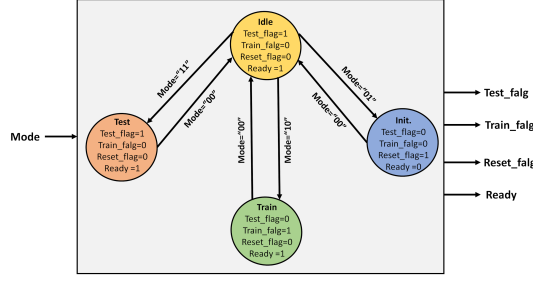 Idle
Test_flag=1
Train_falg=0
Reset_flag=0
Ready =1
Mode="11"
Mode="00"
Mode="01"
Mode="00"
Mode="00"
Mode="10"
Test
Test_flag=1
Train_falg=0
Reset_flag=0
Ready =1
Init.
Test_flag=0
Train_falg=0
Reset_flag=1
Ready =0
Train
Test_flag=0
Train_falg=1
Reset_flag=0
Ready =1
Mode
Test_falg
Train_falg
Reset_falg
Ready